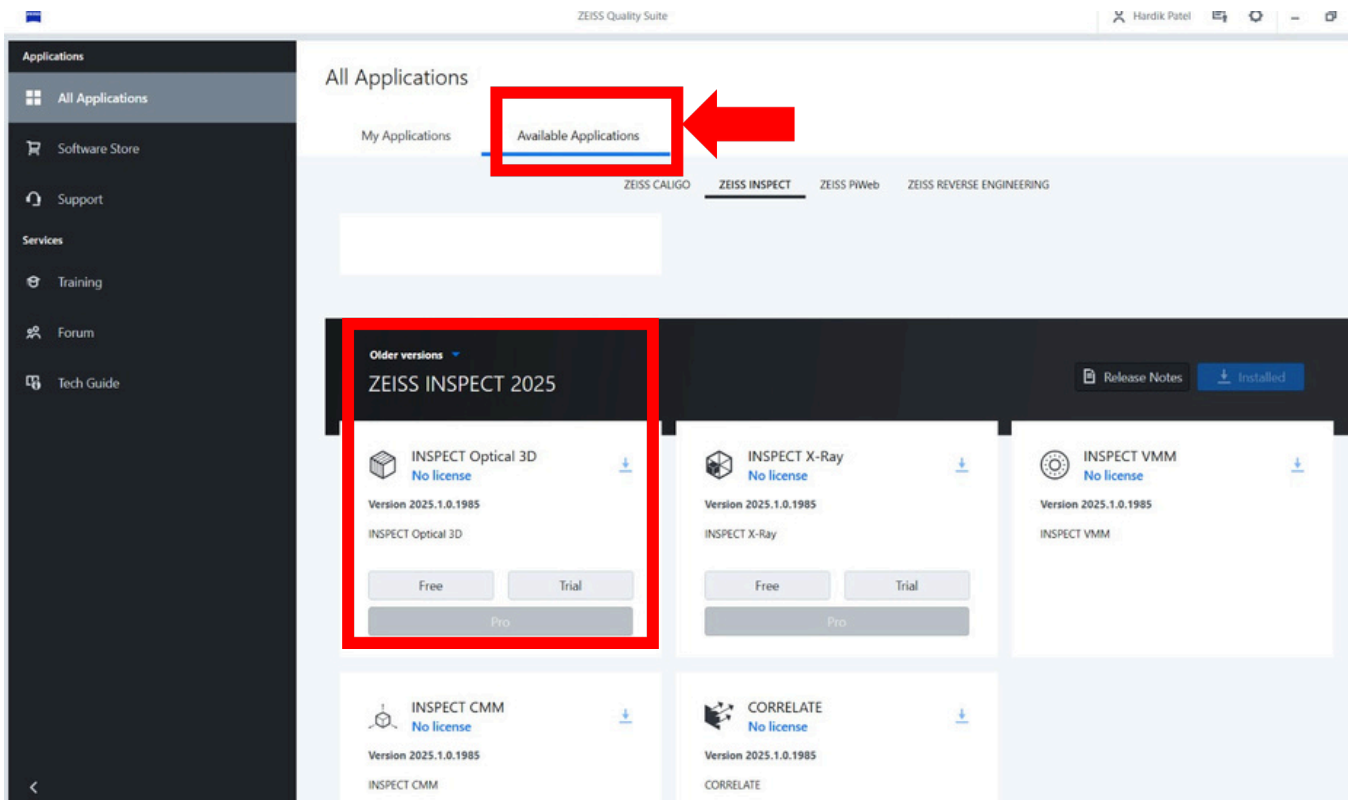 ZEISS Quality Suite
Hardik Patel
Applications
All Applications
Software Store
Support
Services
Training
Forum
Tech Guide
All Applications
My Applications
Available Applications
ZEISS CALIGO ZEISS INSPECT ZEISS PiWeb ZEISS REVERSE ENGINEERING
Older versions
ZEISS INSPECT 2025
Release Notes
Installed
INSPECT Optical 3D
No license
Version 2025.1.0.1985
INSPECT Optical 3D
Free Trial
Pro
INSPECT X-Ray
No license
Version 2025.1.0.1985
INSPECT X-Ray
Free Trial
Pro
INSPECT VMM
No license
Version 2025.1.0.1985
INSPECT VMM
INSPECT CMM
No license
Version 2025.1.0.1985
INSPECT CMM
CORRELATE
No license
Version 2025.1.0.1985
CORRELATE